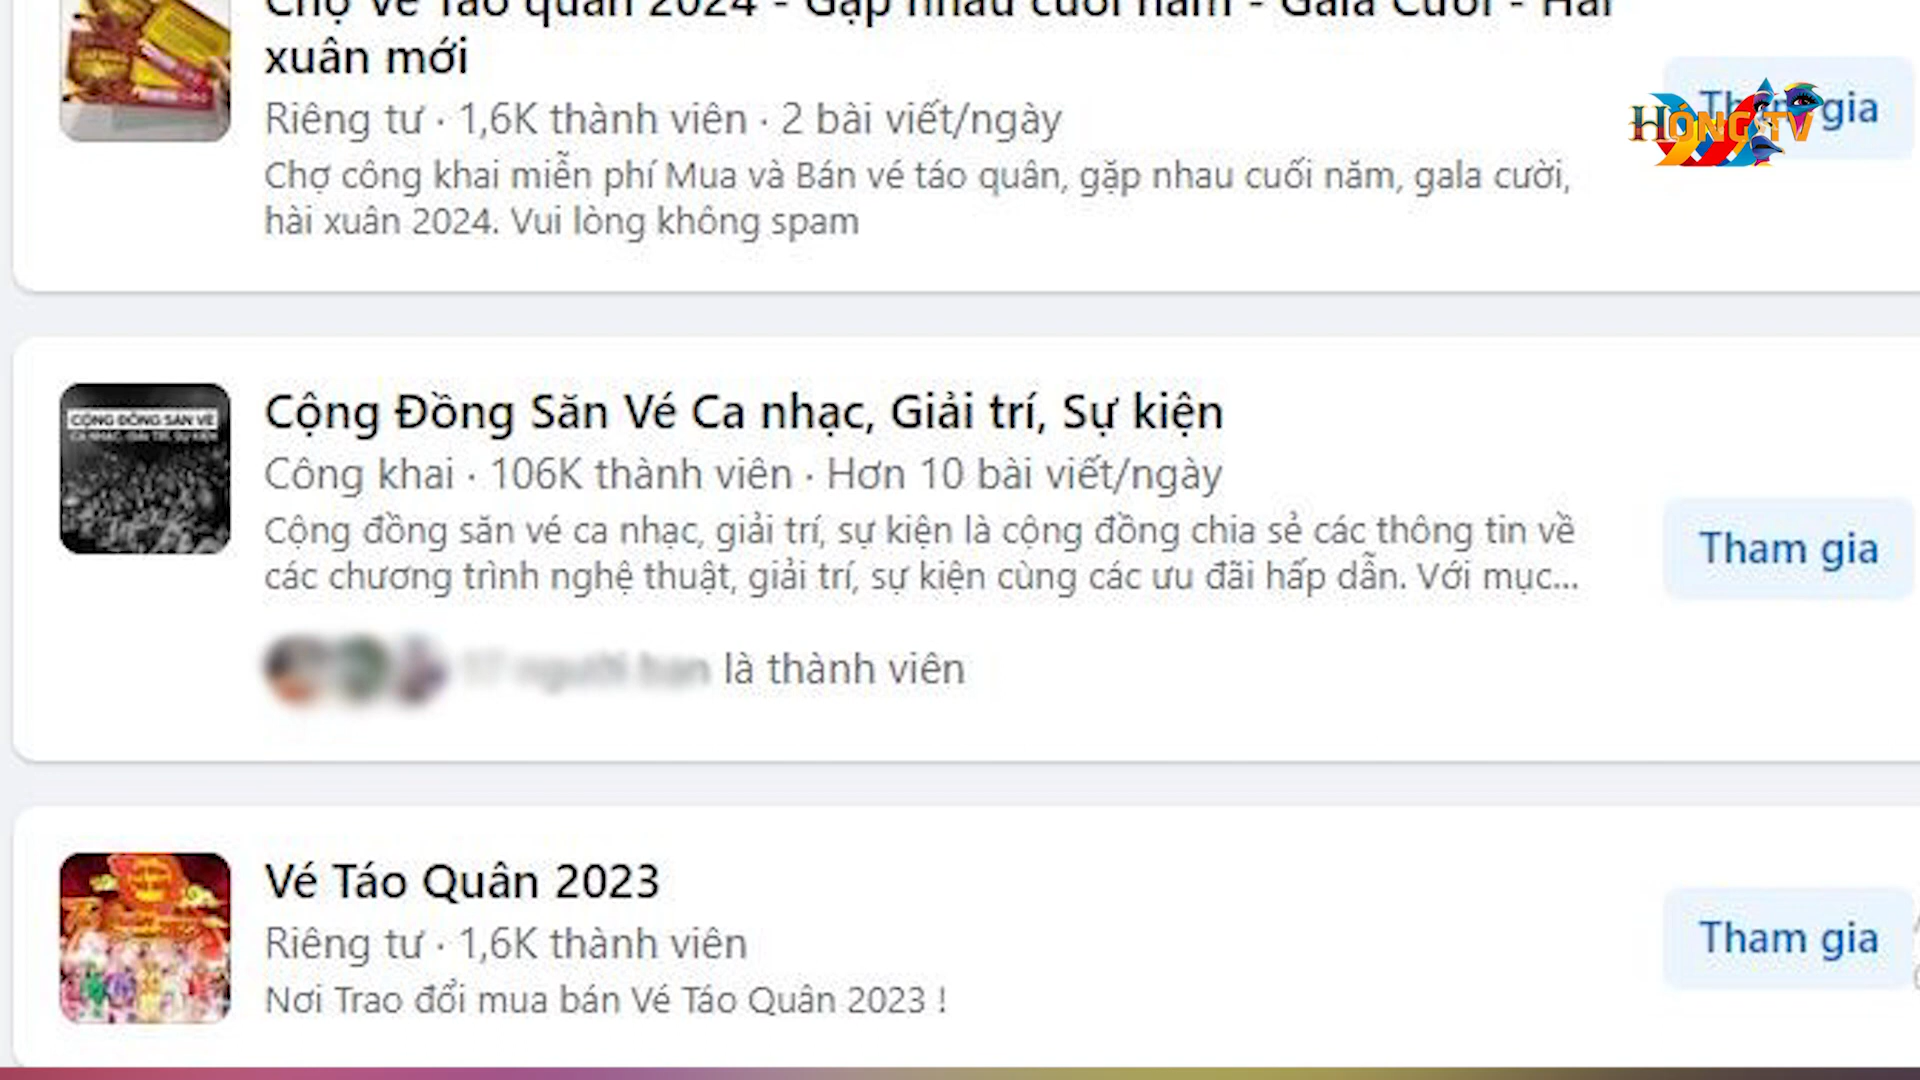 Chợ Vé Táo quân 2024 - Gặp nhau cuối năm - Gala Cười - Hài
xuân mới
Riêng tư · 1,6K thành viên · 2 bài viết/ngày
Chợ công khai miễn phí Mua và Bán vé táo quân, gặp nhau cuối năm, gala cười,
hài xuân 2024. Vui lòng không spam
Tham gia
HÓNG TV
CỘNG ĐỒNG SĂN VÉ
CA NHẠC, GIẢI TRÍ, SỰ KIỆN
Cộng Đồng Săn Vé Ca nhạc, Giải trí, Sự kiện
Công khai · 106K thành viên · Hơn 10 bài viết/ngày
Cộng đồng săn vé ca nhạc, giải trí, sự kiện là cộng đồng chia sẻ các thông tin về
các chương trình nghệ thuật, giải trí, sự kiện cùng các ưu đãi hấp dẫn. Với mục...
là thành viên
Tham gia
Vé Táo Quân 2023
Riêng tư · 1,6K thành viên
Nơi Trao đổi mua bán Vé Táo Quân 2023 !
Tham gia